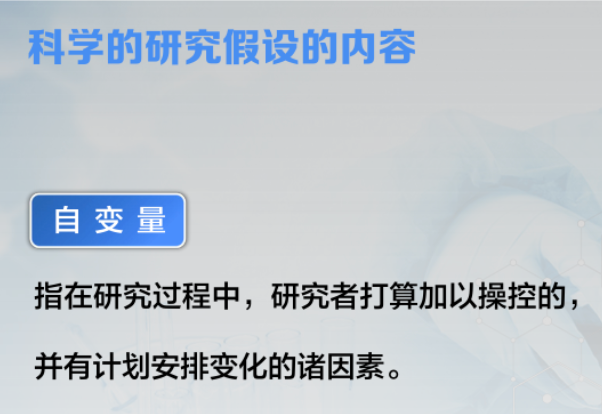 科学的研究假设的内容
自变量
指在研究过程中，研究者打算加以操控的，
并有计划安排变化的诸因素。